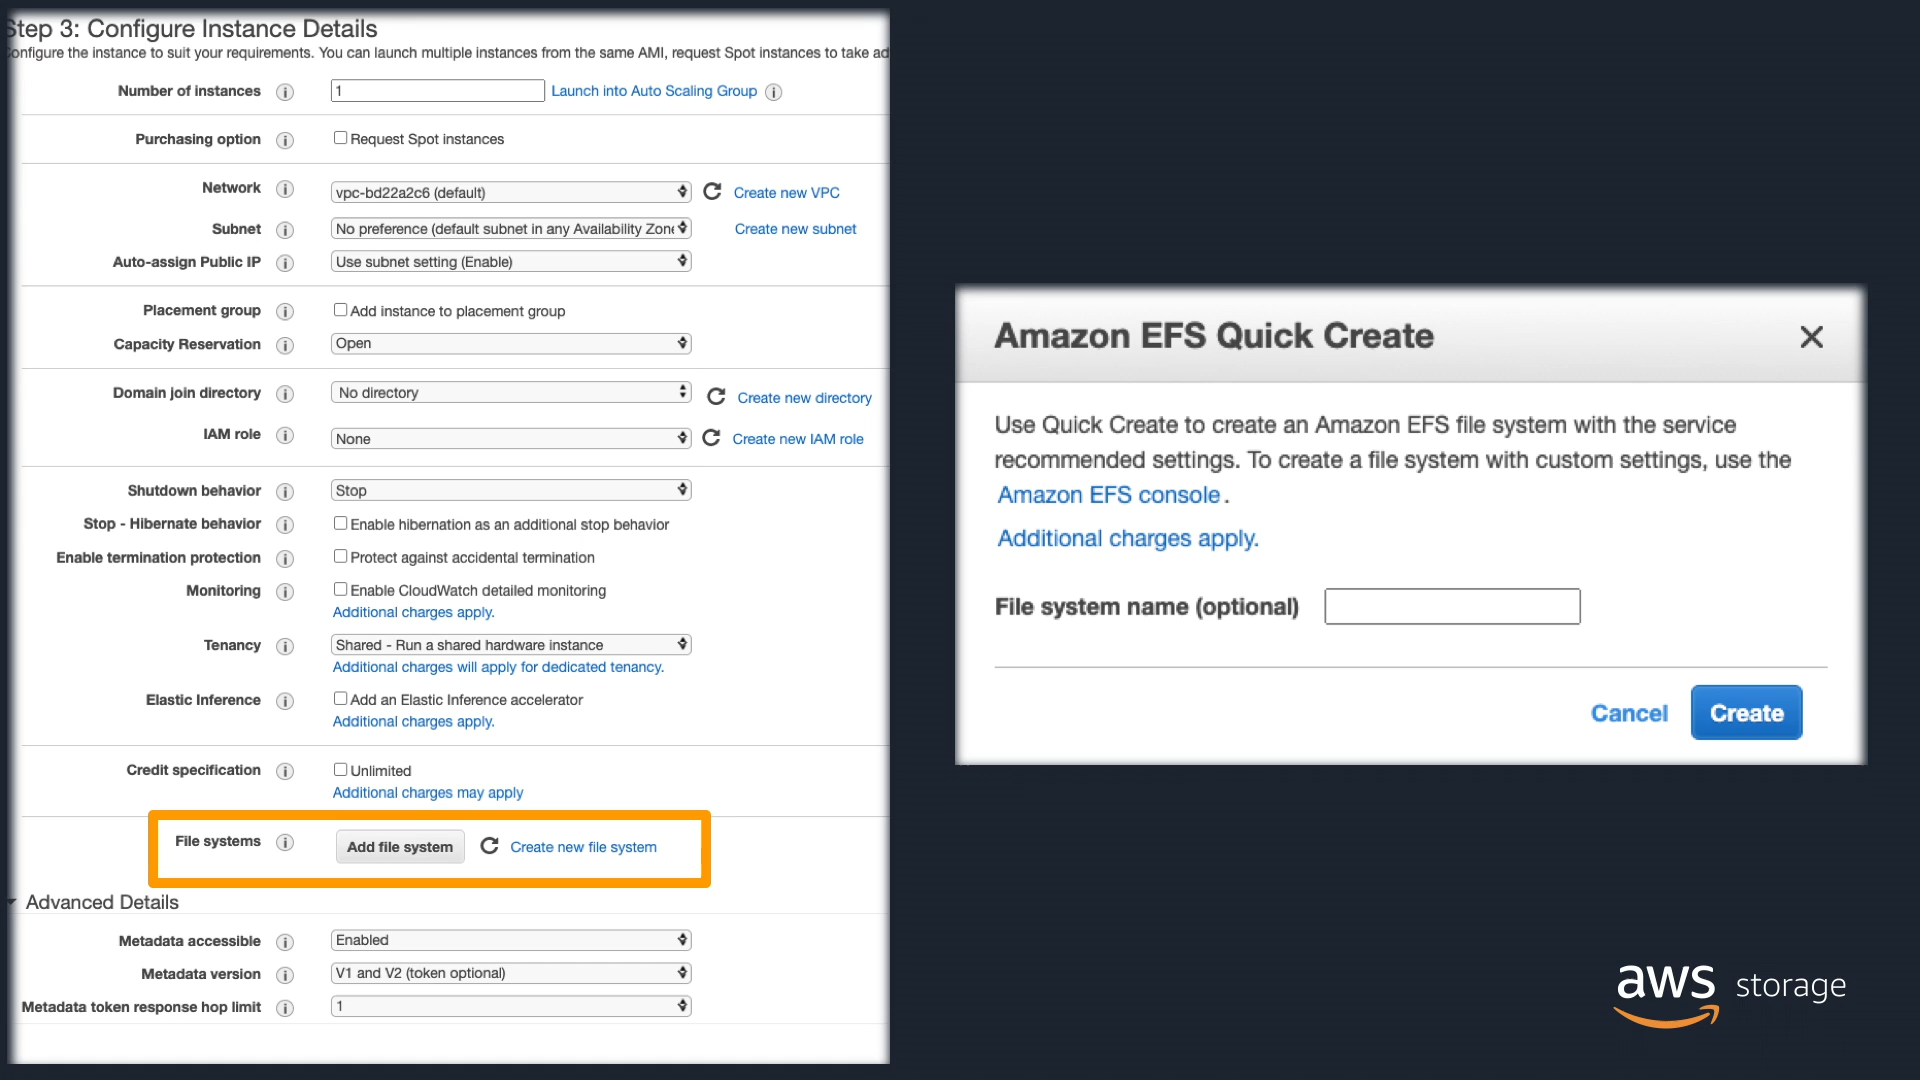 Step 3: Configure Instance Details
Configure the instance to suit your requirements. You can launch multiple instances from the same AMI, request Spot instances to take ad
Number of instances i 1 Launch into Auto Scaling Group i
Purchasing option i Request Spot instances
Network i vpc-bd22a2c6 (default) Create new VPC
Subnet i No preference (default subnet in any Availability Zone Create new subnet
Auto-assign Public IP i Use subnet setting (Enable)
Placement group i Add instance to placement group
Capacity Reservation i Open
Domain join directory i No directory Create new directory
IAM role i None Create new IAM role
Shutdown behavior i Stop
Stop - Hibernate behavior i Enable hibernation as an additional stop behavior
Enable termination protection i Protect against accidental termination
Monitoring i Enable CloudWatch detailed monitoring
Additional charges apply.
Tenancy i Shared - Run a shared hardware instance
Additional charges will apply for dedicated tenancy.
Elastic Inference i Add an Elastic Inference accelerator
Additional charges apply.
Credit specification i Unlimited
Additional charges may apply
File systems i Add file system Create new file system
Advanced Details
Metadata accessible i Enabled
Metadata version i V1 and V2 (token optional)
Metadata token response hop limit i 1
Amazon EFS Quick Create
Use Quick Create to create an Amazon EFS file system with the service
recommended settings. To create a file system with custom settings, use the
Amazon EFS console.
Additional charges apply.
File system name (optional)
Cancel Create
aws storage